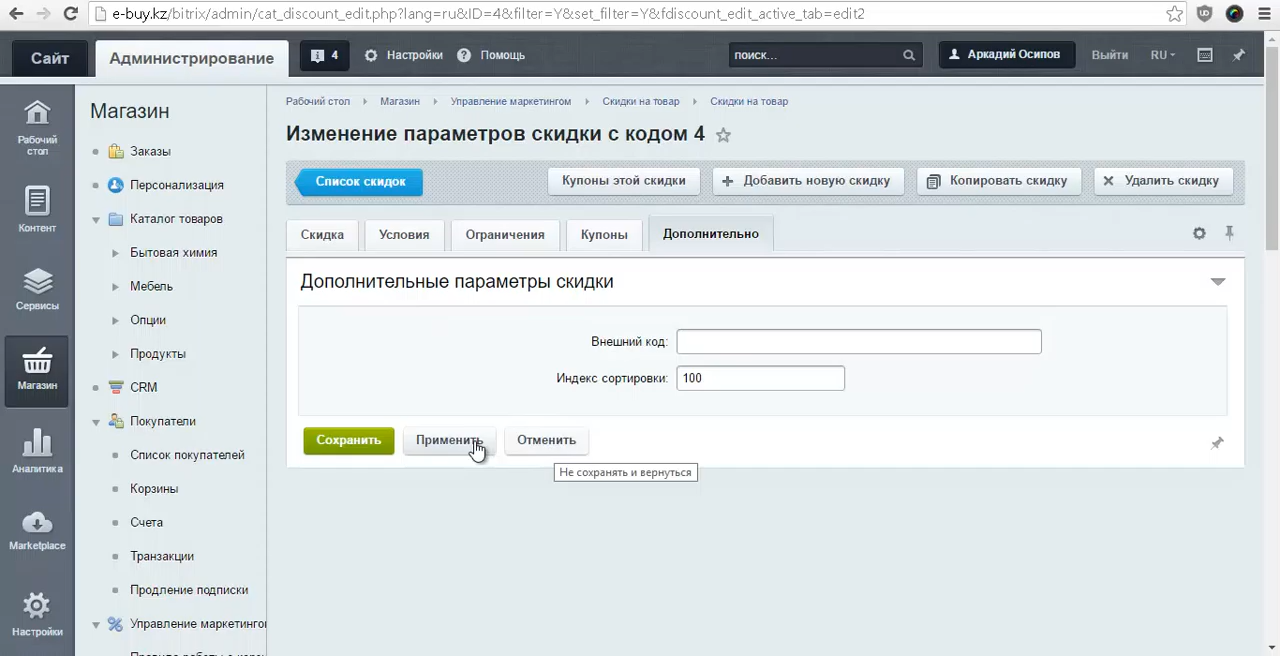 e-buy.kz/bitrix/admin/cat_discount_edit.php?lang=ru&ID=4&filter=Y&set_filter=Y&fdiscount_edit_active_tab=edit2
Сайт
Администрирование
4
Настройки
Помощь
поиск...
Аркадий Осипов
Выйти
RU
Рабочий стол
Контент
Сервисы
Магазин
Аналитика
Marketplace
Настройки
Магазин
Заказы
Персонализация
Каталог товаров
Бытовая химия
Мебель
Опции
Продукты
CRM
Покупатели
Список покупателей
Корзины
Счета
Транзакции
Продление подписки
Управление маркетинго
Рабочий стол Магазин Управление маркетингом Скидки на товар Скидки на товар
Изменение параметров скидки с кодом 4
Список скидок
Купоны этой скидки
Добавить новую скидку
Копировать скидку
Удалить скидку
Скидка
Условия
Ограничения
Купоны
Дополнительно
Дополнительные параметры скидки
Внешний код:
Индекс сортировки: 100
Сохранить
Применить
Отменить
Не сохранять и вернуться